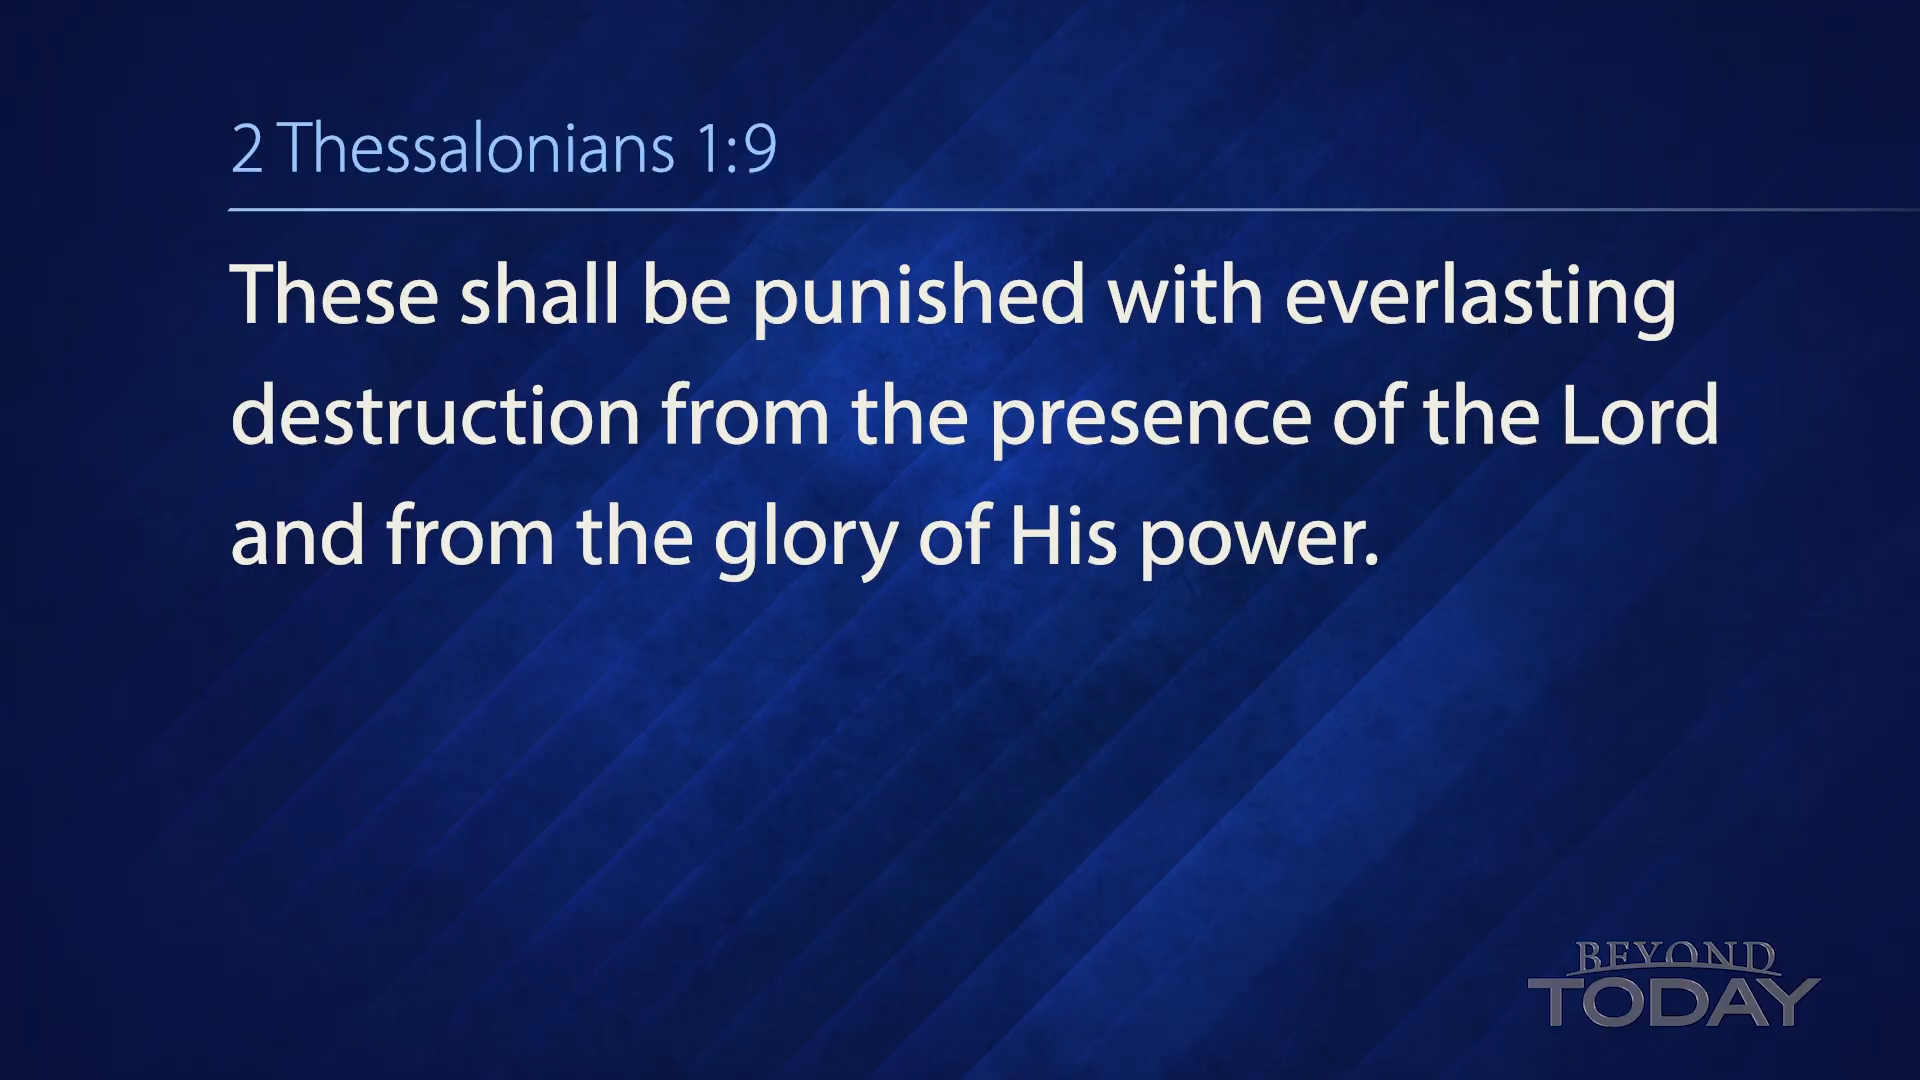 2 Thessalonians 1:9
These shall be punished with everlasting
destruction from the presence of the Lord
and from the glory of His power.
BEYOND
TODAY